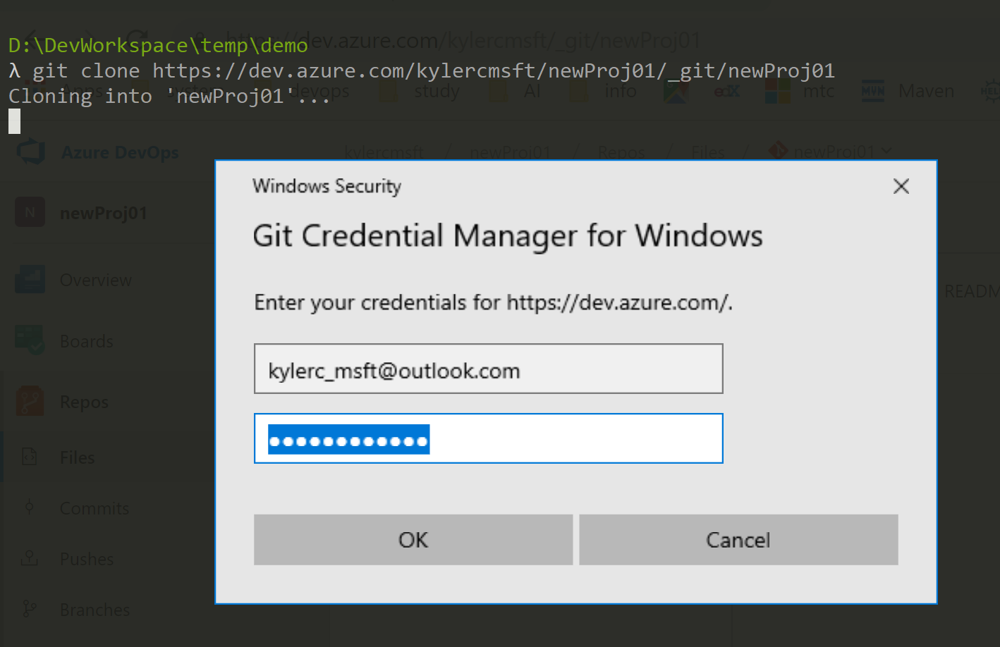 https://dev.azure.com/kylercmsft/_git/newProj01
D:\DevWorkspace\temp\demo
λ git clone https://dev.azure.com/kylercmsft/newProj01/_git/newProj01
Apps system devops study AI info edX mtc Maven
Cloning into 'newProj01'...
Azure DevOps kylercmsft / newProj01 / Repos / Files / newProj01
Windows Security
Git Credential Manager for Windows
Enter your credentials for https://dev.azure.com/.
kylerc_msft@outlook.com
●●●●●●●●●●●●
OK Cancel
N newProj01
Overview
README
Boards
Repos
Files
Commits
Pushes
Branches